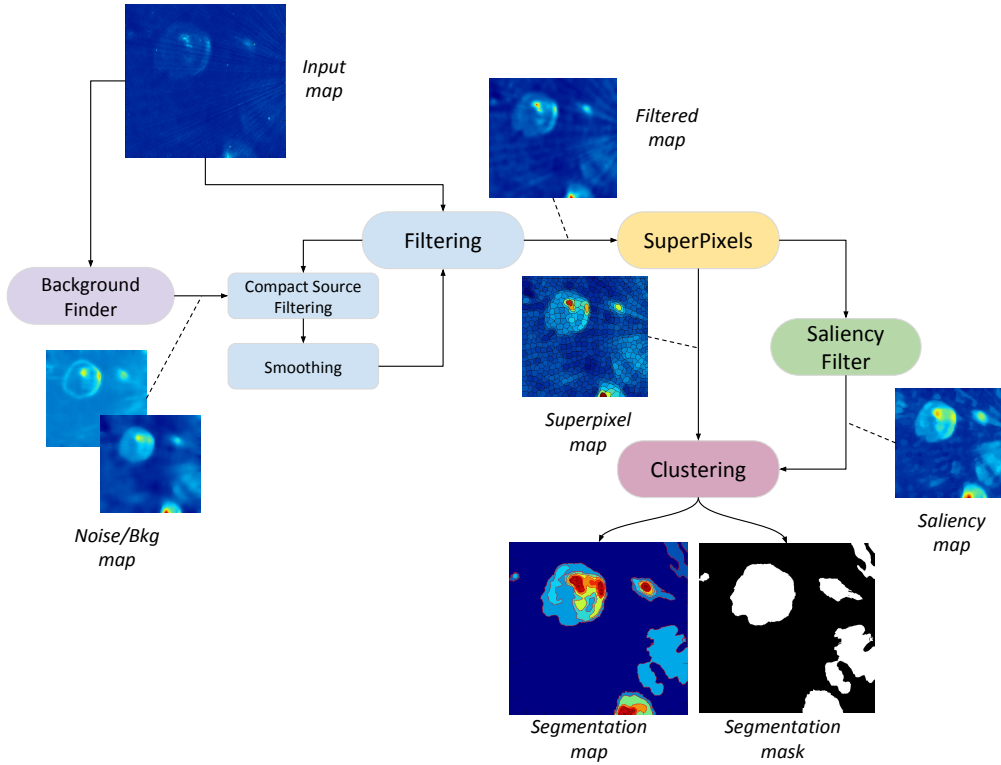 Input
map
Filtered
map
Filtering
SuperPixels
Background
Finder
Compact Source
Filtering
Smoothing
Saliency
Filter
Superpixel
map
Clustering
Noise/Bkg
map
Saliency
map
Segmentation
map
Segmentation
mask